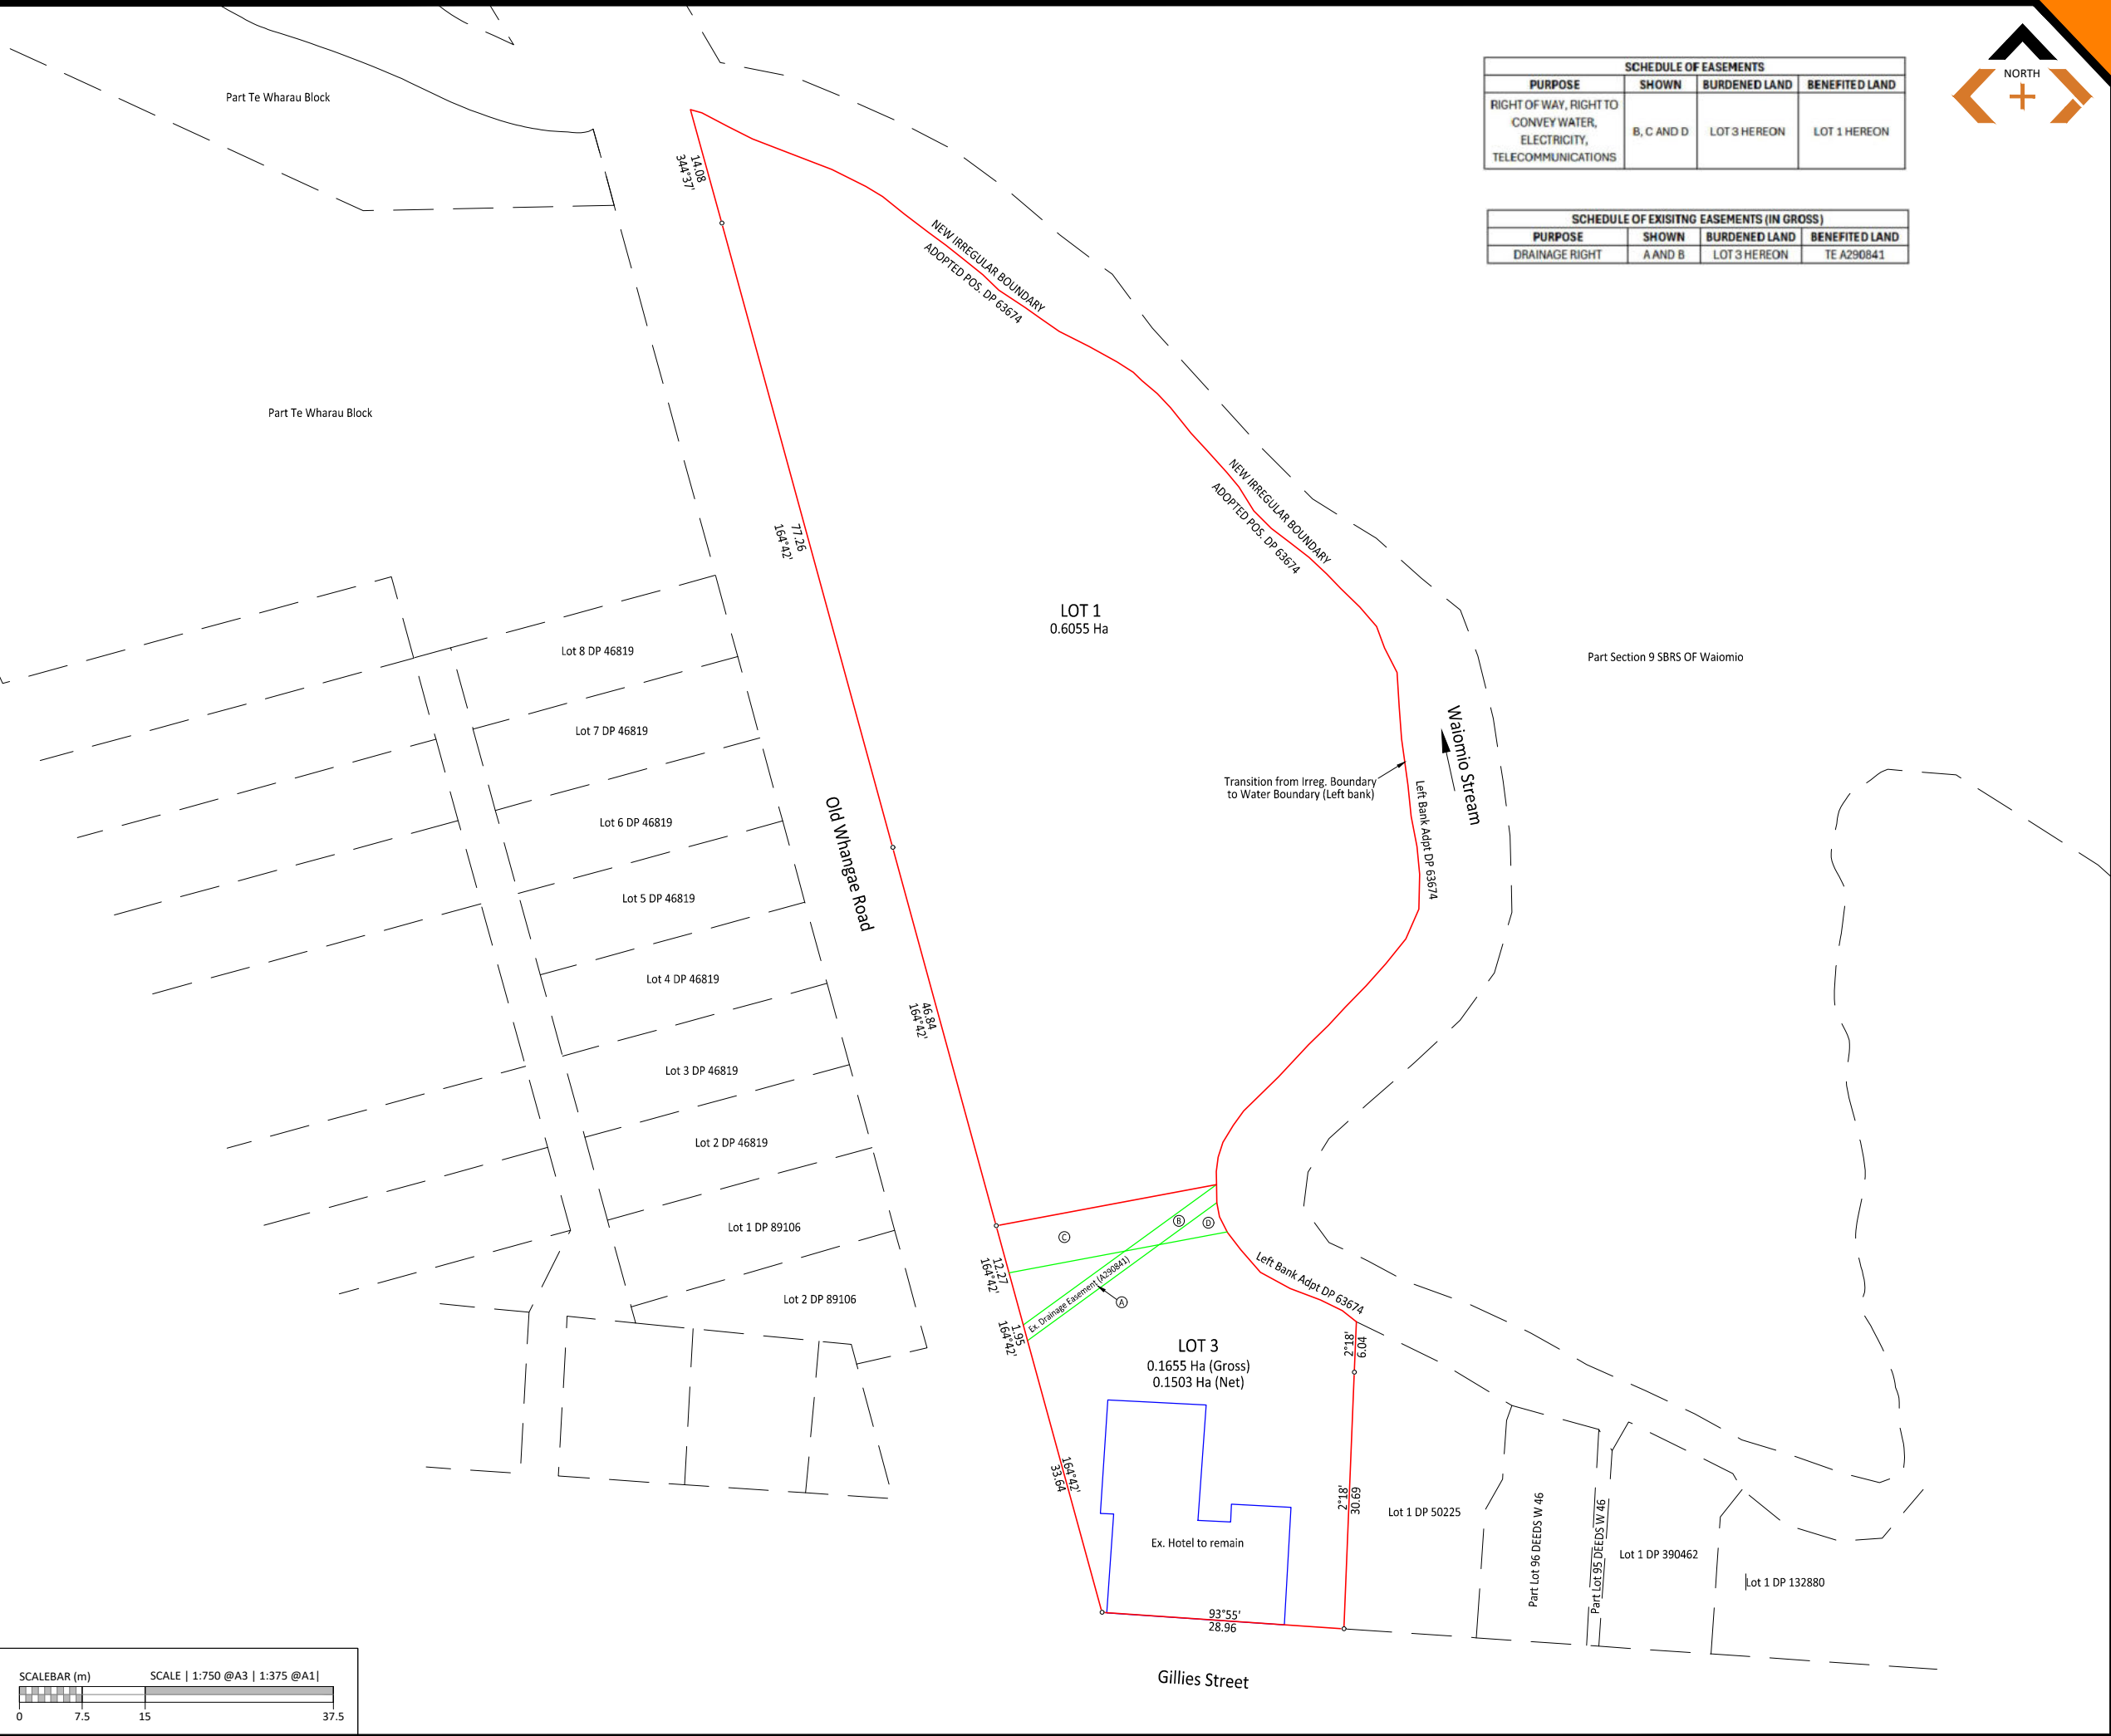 SCHEDULE OF EASEMENTS
PURPOSE SHOWN BURDENED LAND BENEFITED LAND
RIGHT OF WAY, RIGHT TO
CONVEY WATER,
ELECTRICITY,
TELECOMMUNICATIONS
B, C AND D LOT 3 HEREON LOT 1 HEREON
SCHEDULE OF EXISITNG EASEMENTS (IN GROSS)
PURPOSE SHOWN BURDENED LAND BENEFITED LAND
DRAINAGE RIGHT A AND B LOT 3 HEREON TE A290841
NORTH
Part Te Wharau Block
14.08
344°37'
NEW IRREGULAR BOUNDARY
ADOPTED POS. DP 63674
Part Te Wharau Block
77.26
164°42'
NEW IRREGULAR BOUNDARY
ADOPTED POS. DP 63674
LOT 1
0.6055 Ha
Part Section 9 SBRS OF Waiomio
Lot 8 DP 46819
Lot 7 DP 46819
Lot 6 DP 46819
Lot 5 DP 46819
Lot 4 DP 46819
Lot 3 DP 46819
Lot 2 DP 46819
Lot 1 DP 89106
Lot 2 DP 89106
Old Whangae Road
Waiomio Stream
Transition from Irreg. Boundary
to Water Boundary (Left bank)
Left Bank Adpt DP 63674
46.84
164°42'
C
B
D
12.27
164°42'
Ex. Drainage Easement (A290841)
A
Left Bank Adpt DP 63674
1.95
164°42'
LOT 3
0.1655 Ha (Gross)
0.1503 Ha (Net)
2°18'
6.04
164°42'
33.64
2°18'
30.69
Ex. Hotel to remain
Lot 1 DP 50225
Part Lot 96 DEEDS W 46
Part Lot 95 DEEDS W 46
Lot 1 DP 390462
Lot 1 DP 132880
93°55'
28.96
Gillies Street
SCALEBAR (m) SCALE | 1:750 @A3 | 1:375 @A1|
0 7.5 15 37.5